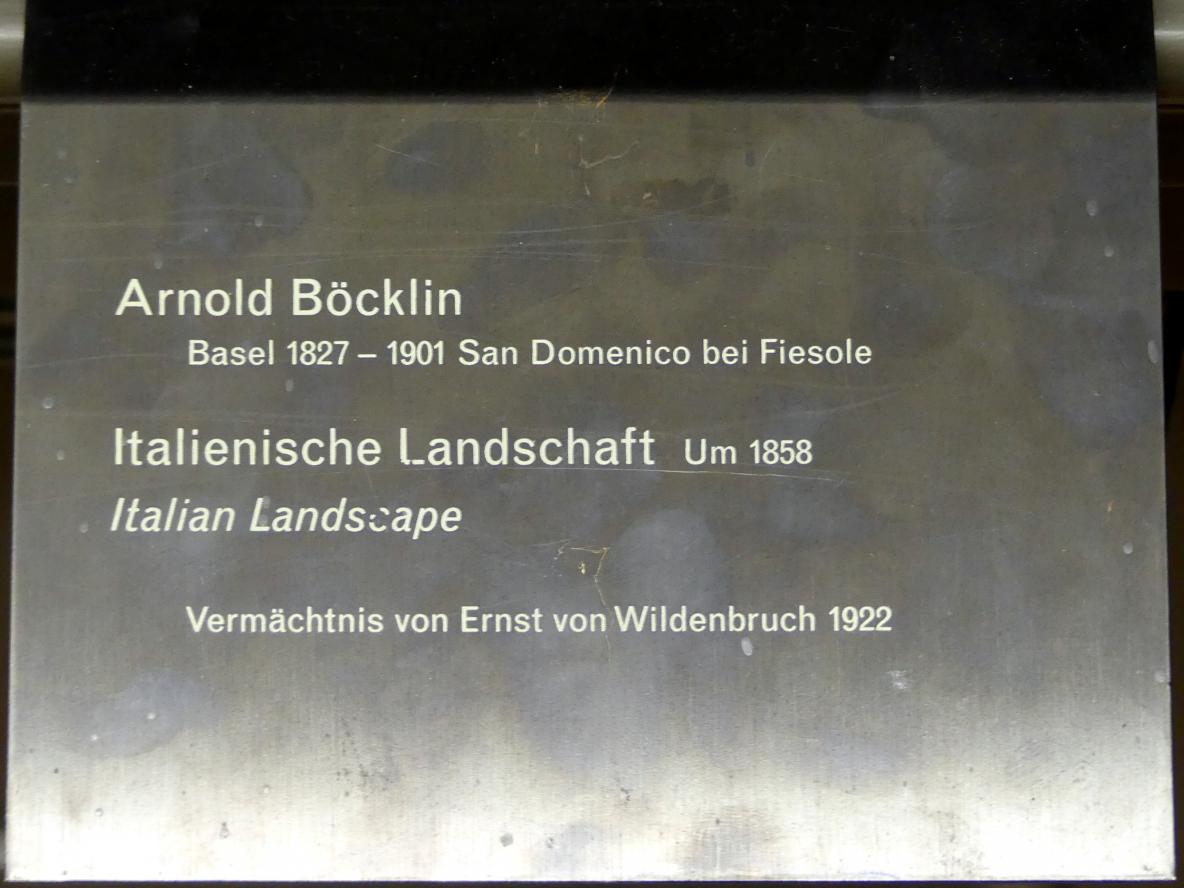 Arnold Böcklin
Basel 1827 – 1901 San Domenico bei Fiesole
Italienische Landschaft Um 1858
Italian Landscape
Vermächtnis von Ernst von Wildenbruch 1922